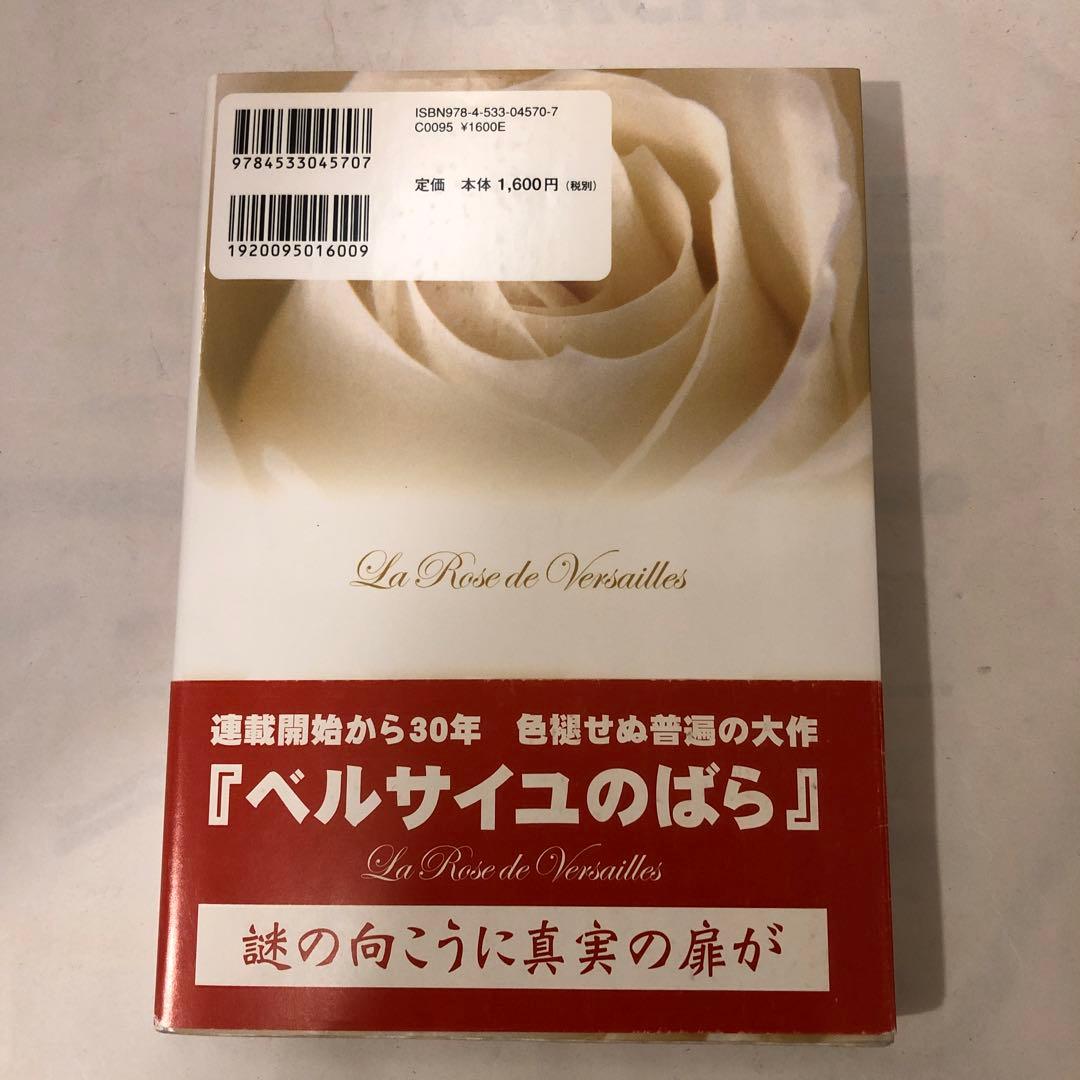 ISBN978-4-533-04570-7
C0095 ¥1600E
9784533045707
定価 本体 1,600円(税別)
1920095016009
La Rose de Versailles
連載開始から30年 色褪せぬ普遍の大作
『ベルサイユのばら』
La Rose de Versailles
謎の向こうに真実の扉が